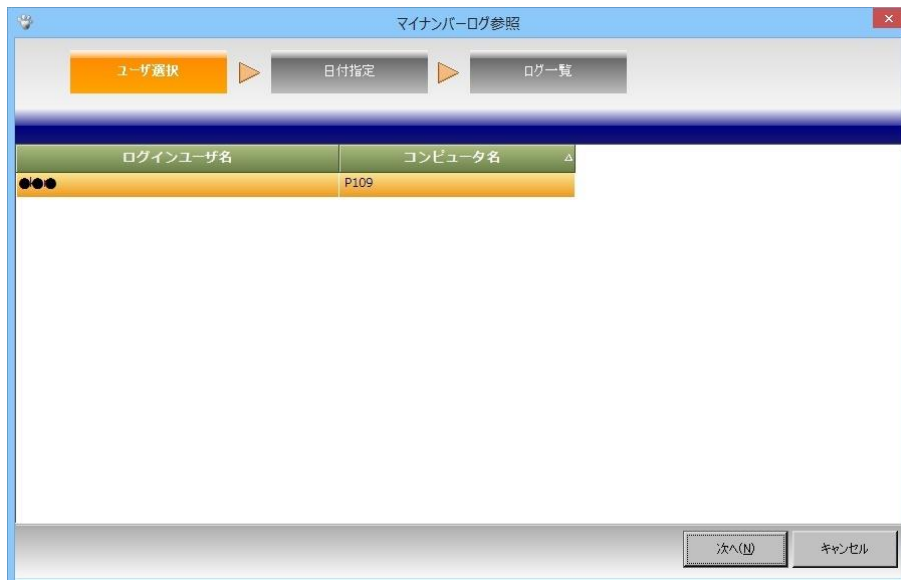 マイナンバーログ参照
ユーザ選択 日付指定 ログ一覧
ログインユーザ名 コンピュータ名
P109
次へ(N) キャンセル